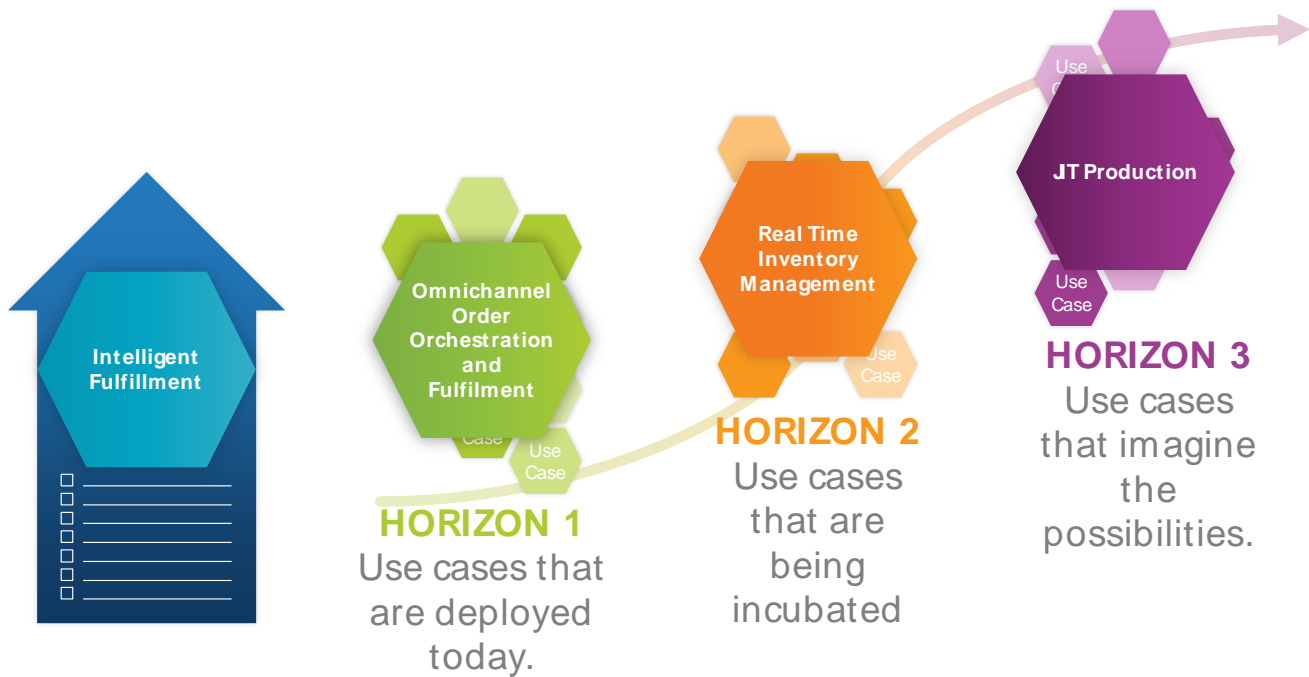 Intelligent
Fulfillment
Omnichannel
Order
Orchestration
and
Fulfilment
Case
Use
Case
HORIZON 1
Use cases that
are deployed
today.
Real Time
Inventory
Management
Use
Case
HORIZON 2
Use cases
that are
being
incubated
Use
JIT Production
Use
Case
HORIZON 3
Use cases
that imagine
the
possibilities.